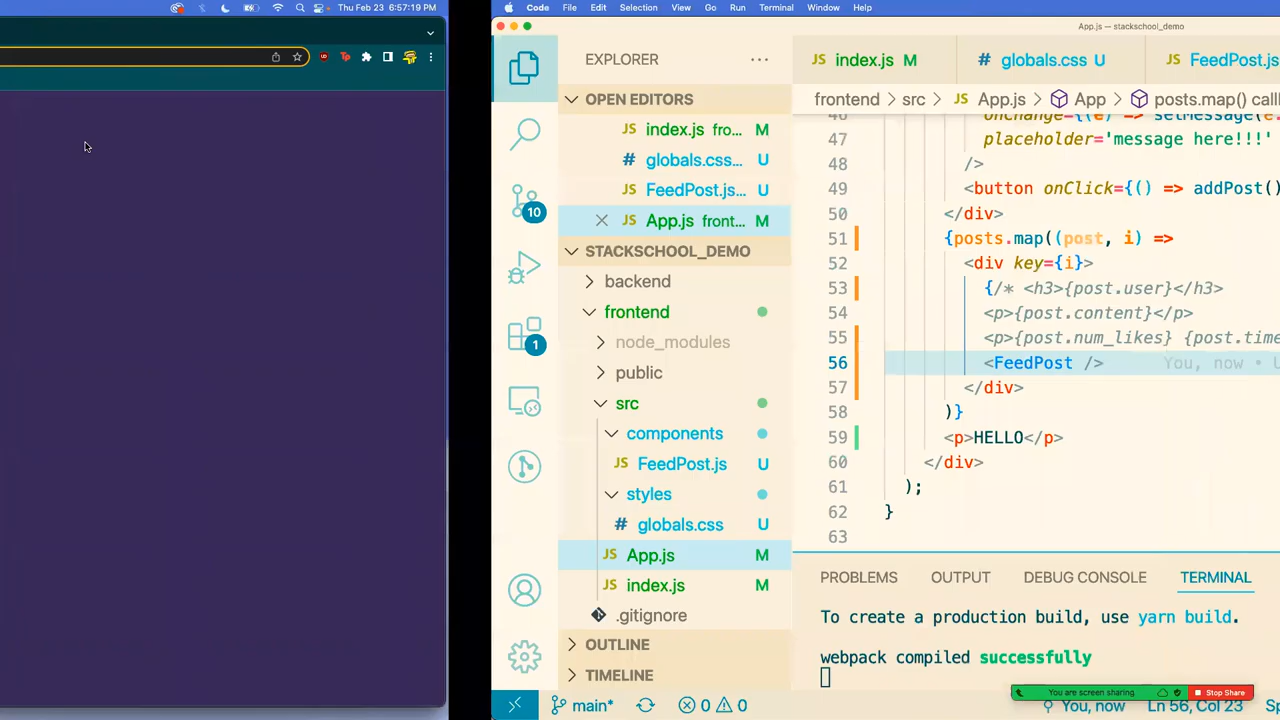 Thu Feb 23 6:57:19 PM
Code File Edit Selection View Go Run Terminal Window Help
App.js — stackschool_demo
EXPLORER
index.js M
globals.css U
FeedPost.js
OPEN EDITORS
frontend > src > JS App.js > App > posts.map() call
JS index.js fro... M
# globals.css... U
JS FeedPost.js... U
JS App.js front... M
STACKSCHOOL_DEMO
backend
frontend
node_modules
public
src
components
JS FeedPost.js U
styles
# globals.css U
JS App.js M
JS index.js M
.gitignore
OUTLINE
TIMELINE
46 onChange={(e) => setMessage(e.
47 placeholder='message here!!!'
48 />
49 <button onClick={() => addPost()
50 </div>
51 {posts.map((post, i) =>
52 <div key={i}>
53 {/* <h3>{post.user}</h3>
54 <p>{post.content}</p>
55 <p>{post.num_likes} {post.time
56 <FeedPost /> You, now • U
57 </div>
58 )}
59 <p>HELLO</p>
60 </div>
61 );
62 }
63
PROBLEMS OUTPUT DEBUG CONSOLE TERMINAL
To create a production build, use yarn build.
webpack compiled successfully
You are screen sharing Stop Share
10
1
main* 0 0 You, now Ln 56, Col 23 Sp